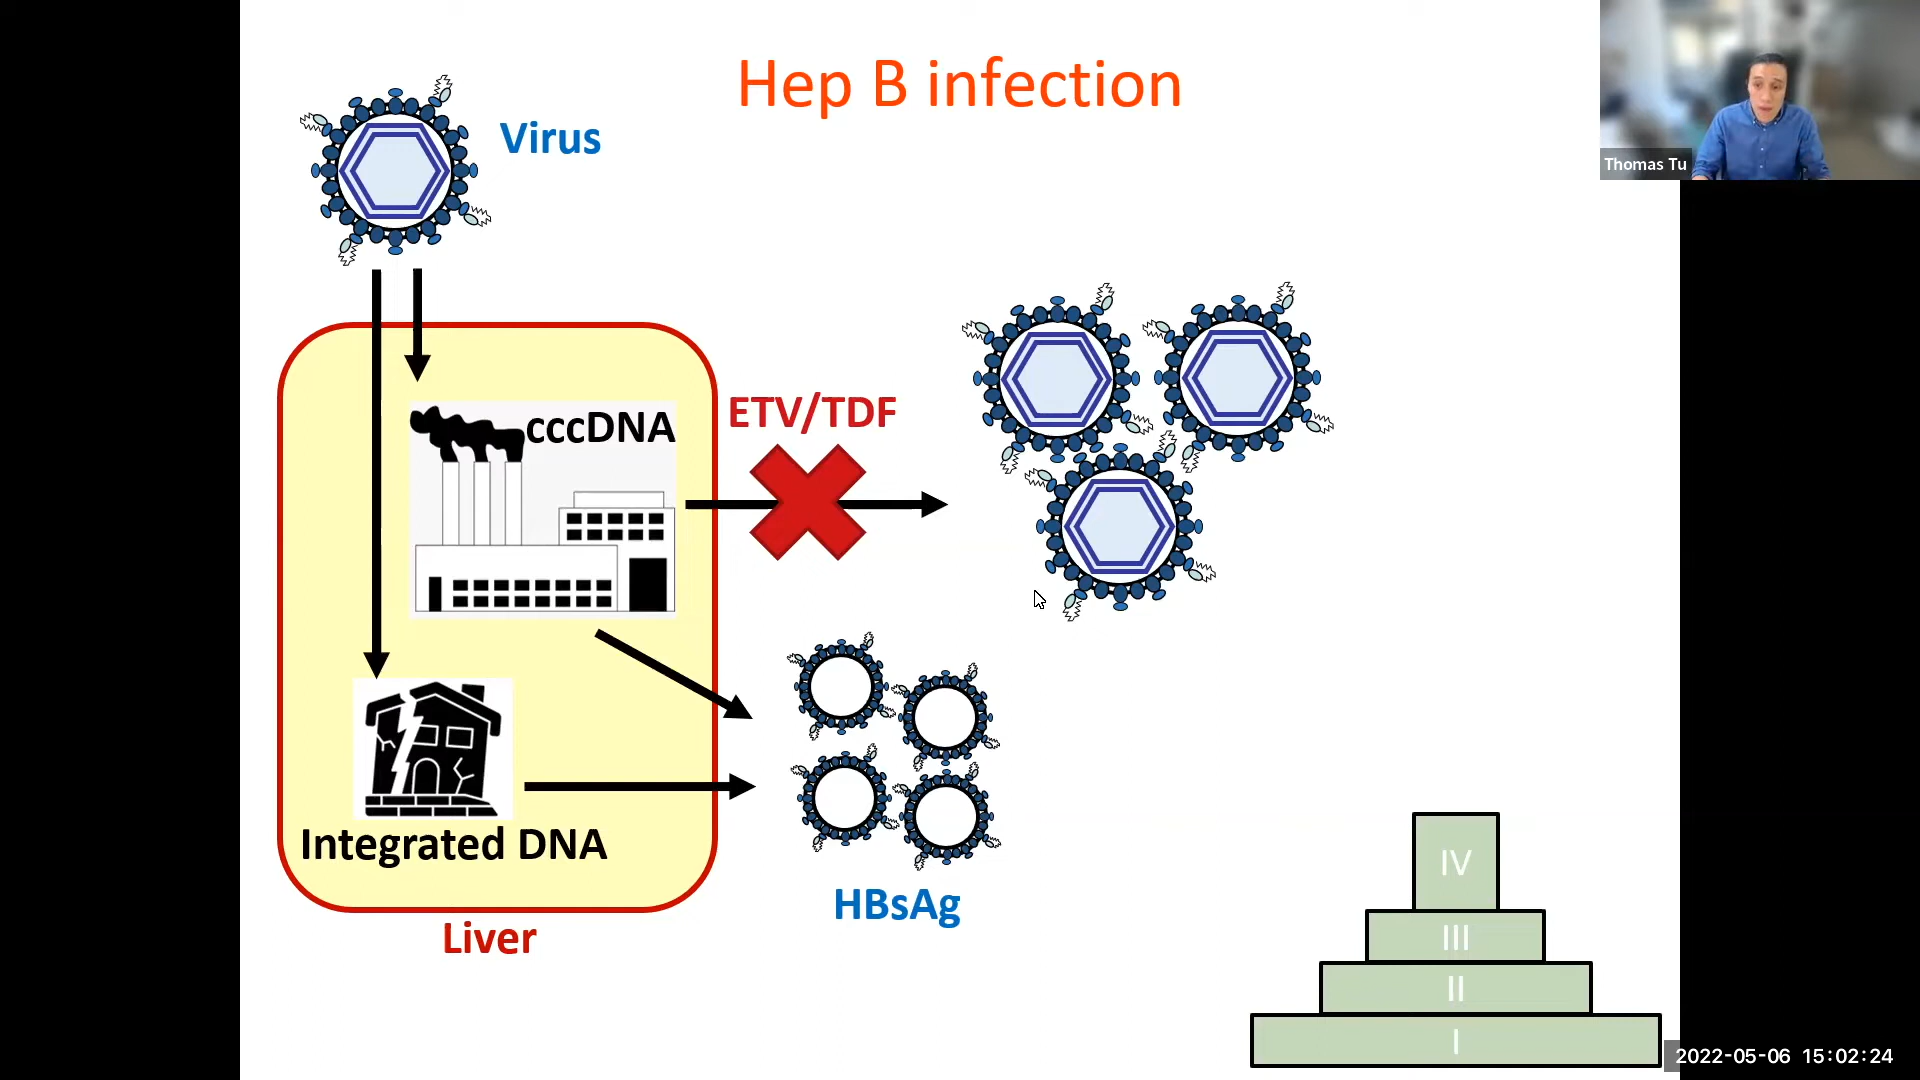 Hep B infection
Virus
Thomas Tu
cccDNA
ETV/TDF
Integrated DNA
HBsAg
Liver
IV
III
II
I
2022-05-06 15:02:24